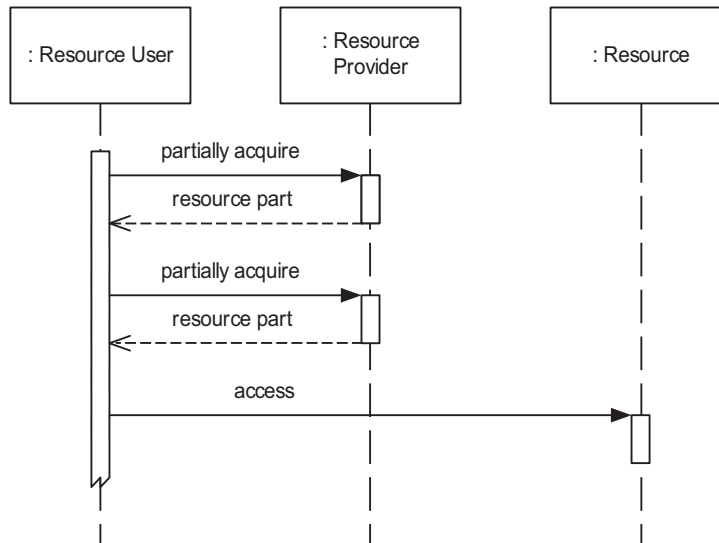 : Resource User
: Resource
Provider
: Resource
partially acquire
resource part
partially acquire
resource part
access